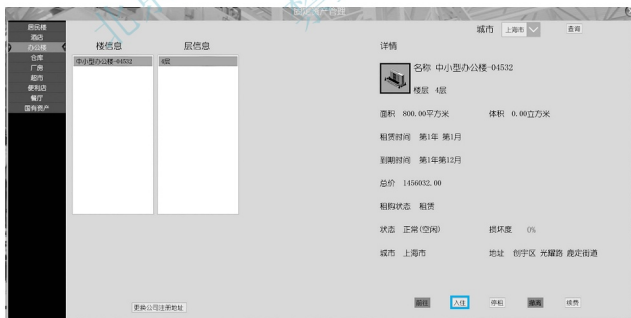 城市 上海市 查询
居民楼
酒店
办公楼
仓库
厂房
超市
便利店
餐厅
国有资产
楼信息 层信息
中小型办公楼-04532 4层
更换公司注册地址
详情
名称 中小型办公楼-04532
楼层 4层
面积 800.00平方米 体积 0.00立方米
租赁时间 第1年 第1月
到期时间 第1年第12月
总价 1456032.00
租购状态 租赁
状态 正常(空闲) 损坏度 0%
城市 上海市 地址 创宇区 光耀路 鹿定街道
前往 入住 停租 撤离 续费